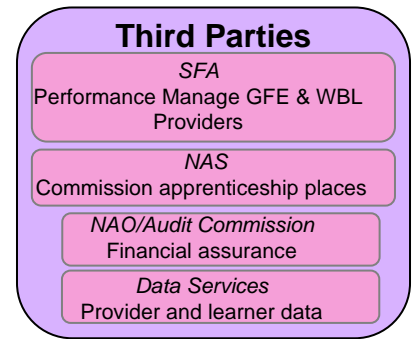 Third Parties
SFA
Performance Manage GFE & WBL
Providers
NAS
Commission apprenticeship places
NAO/Audit Commission
Financial assurance
Data Services
Provider and learner data